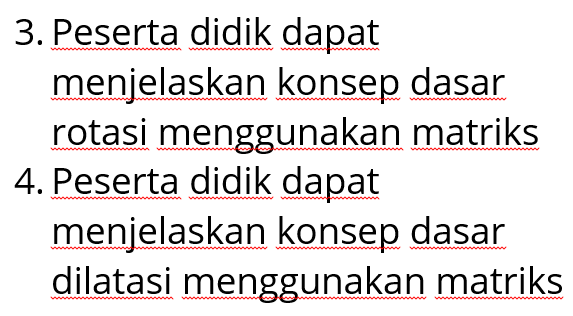 3. Peserta didik dapat
menjelaskan konsep dasar
rotasi menggunakan matriks
4. Peserta didik dapat
menjelaskan konsep dasar
dilatasi menggunakan matriks